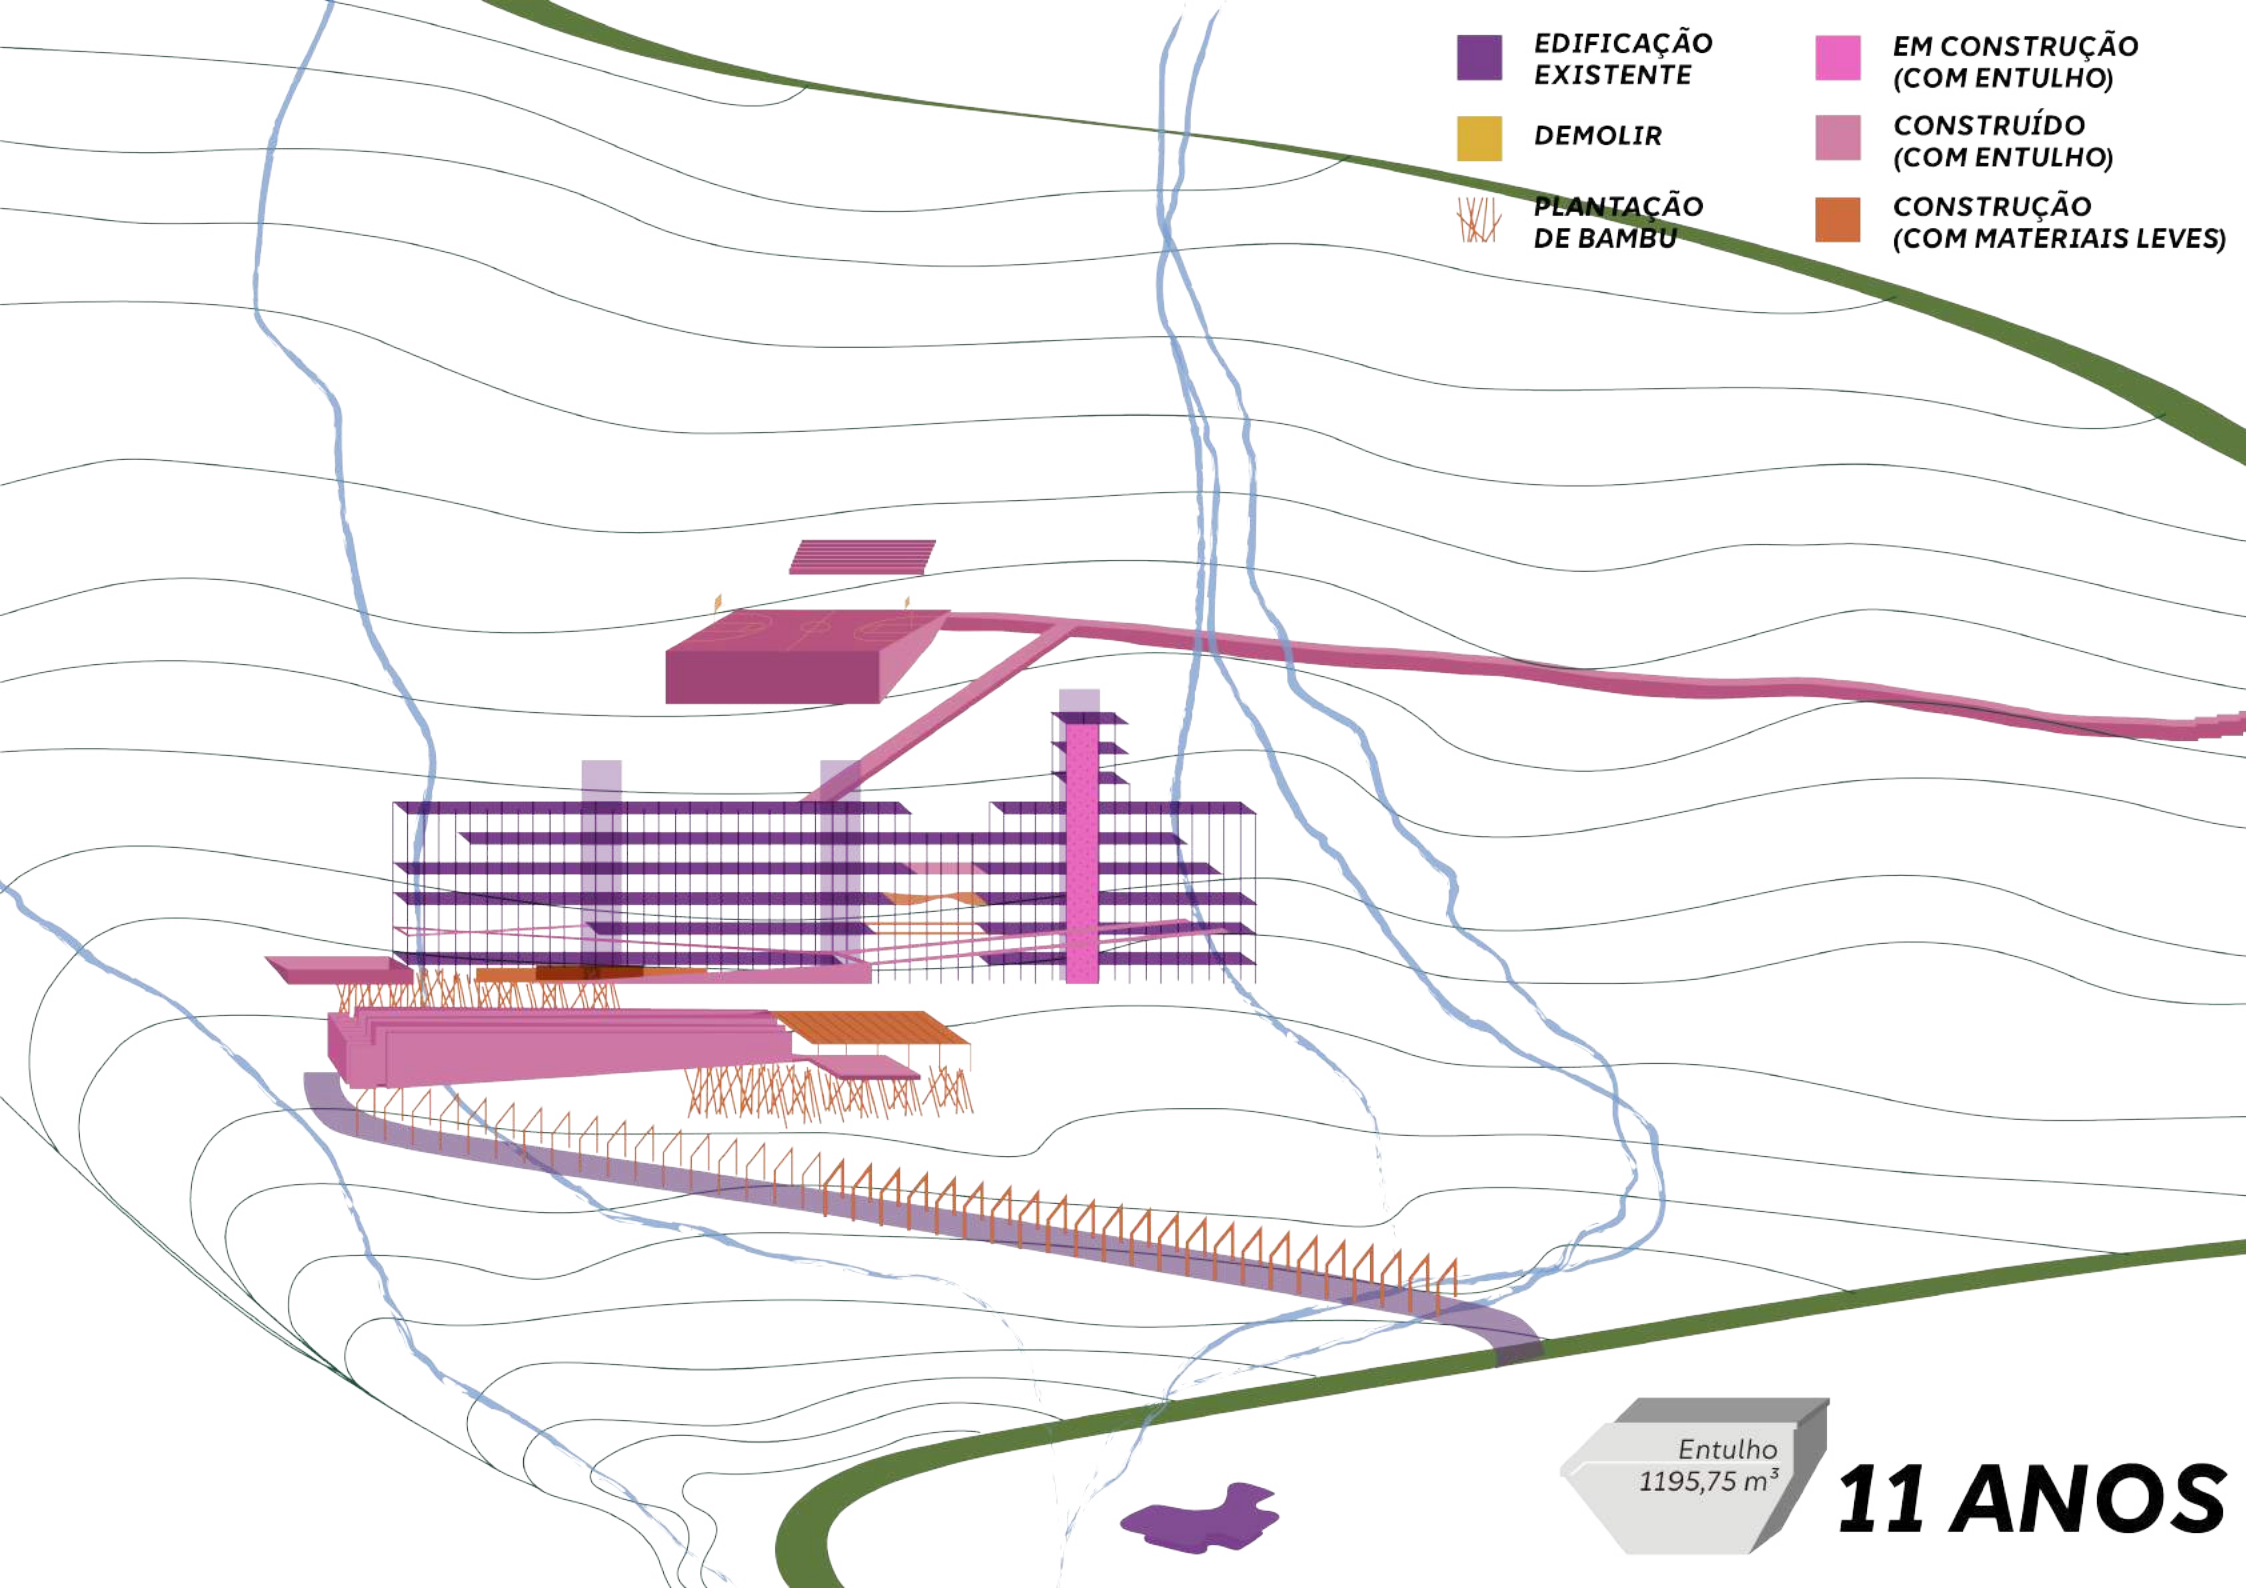 EDIFICAÇÃO
EXISTENTE
DEMOLIR
PLANTAÇÃO
DE BAMBU
EM CONSTRUÇÃO
(COM ENTULHO)
CONSTRUÍDO
(COM ENTULHO)
CONSTRUÇÃO
(COM MATERIAIS LEVES)
Entulho
1195,75 m³
11 ANOS